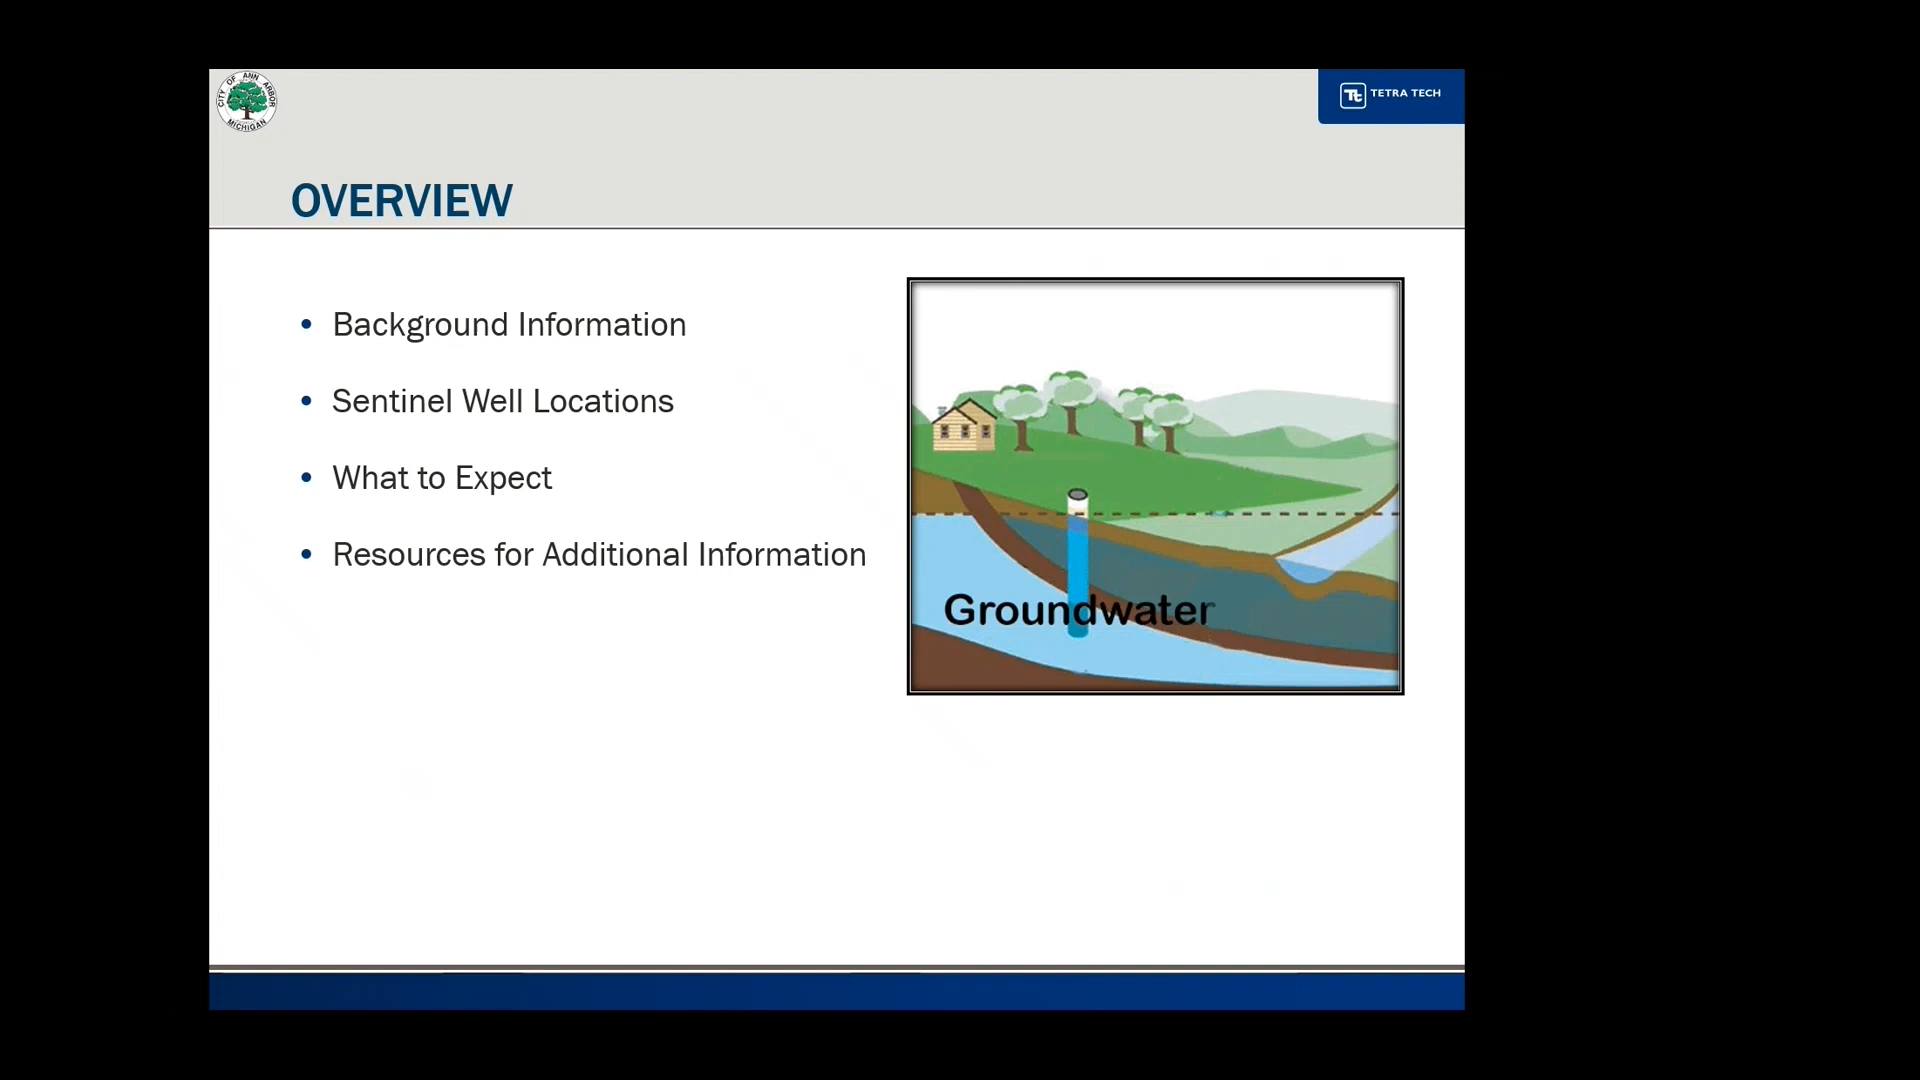 CITY OF ANN ARBOR
MICHIGAN
Tt TETRA TECH
OVERVIEW
• Background Information
• Sentinel Well Locations
• What to Expect
• Resources for Additional Information
Groundwater